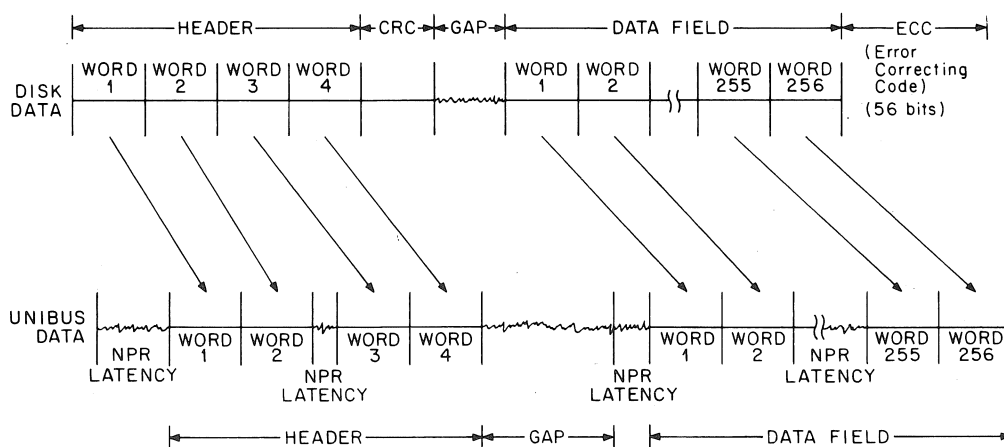 HEADER CRC GAP DATA FIELD ECC
(Error Correcting Code)
(56 bits)
DISK DATA
WORD 1 WORD 2 WORD 3 WORD 4 WORD 1 WORD 2 WORD 255 WORD 256
UNIBUS DATA
WORD 1 WORD 2 WORD 3 WORD 4 WORD 1 WORD 2 WORD 255 WORD 256
NPR LATENCY NPR LATENCY NPR LATENCY NPR LATENCY
HEADER GAP DATA FIELD